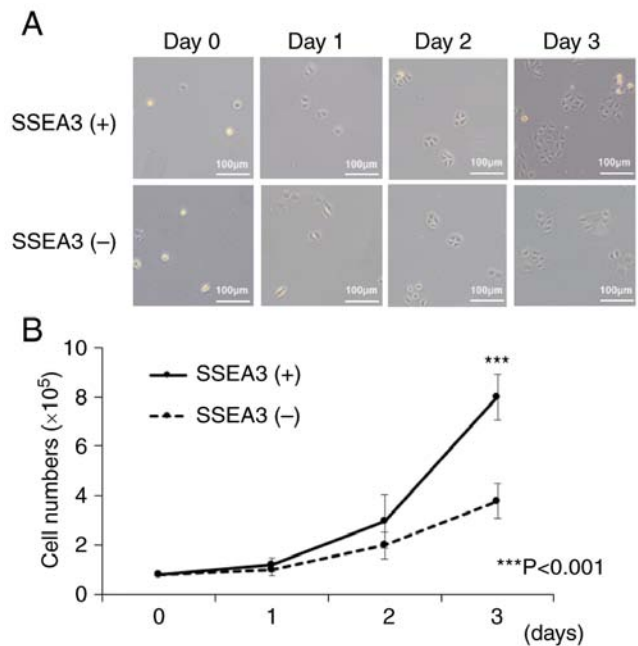 A
Day 0 Day 1 Day 2 Day 3
SSEA3 (+)
100μm 100μm 100μm 100μm
SSEA3 (–)
100μm 100μm 100μm 100μm
B
10
8
6
4
2
0
Cell numbers (×10⁵)
SSEA3 (+)
SSEA3 (–)
***
***P<0.001
0 1 2 3
(days)